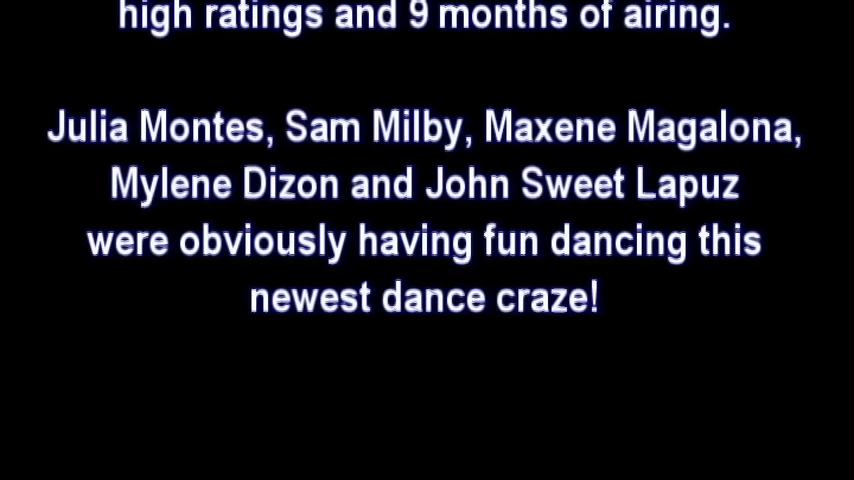 high ratings and 9 months of airing.
Julia Montes, Sam Milby, Maxene Magalona,
Mylene Dizon and John Sweet Lapuz
were obviously having fun dancing this
newest dance craze!